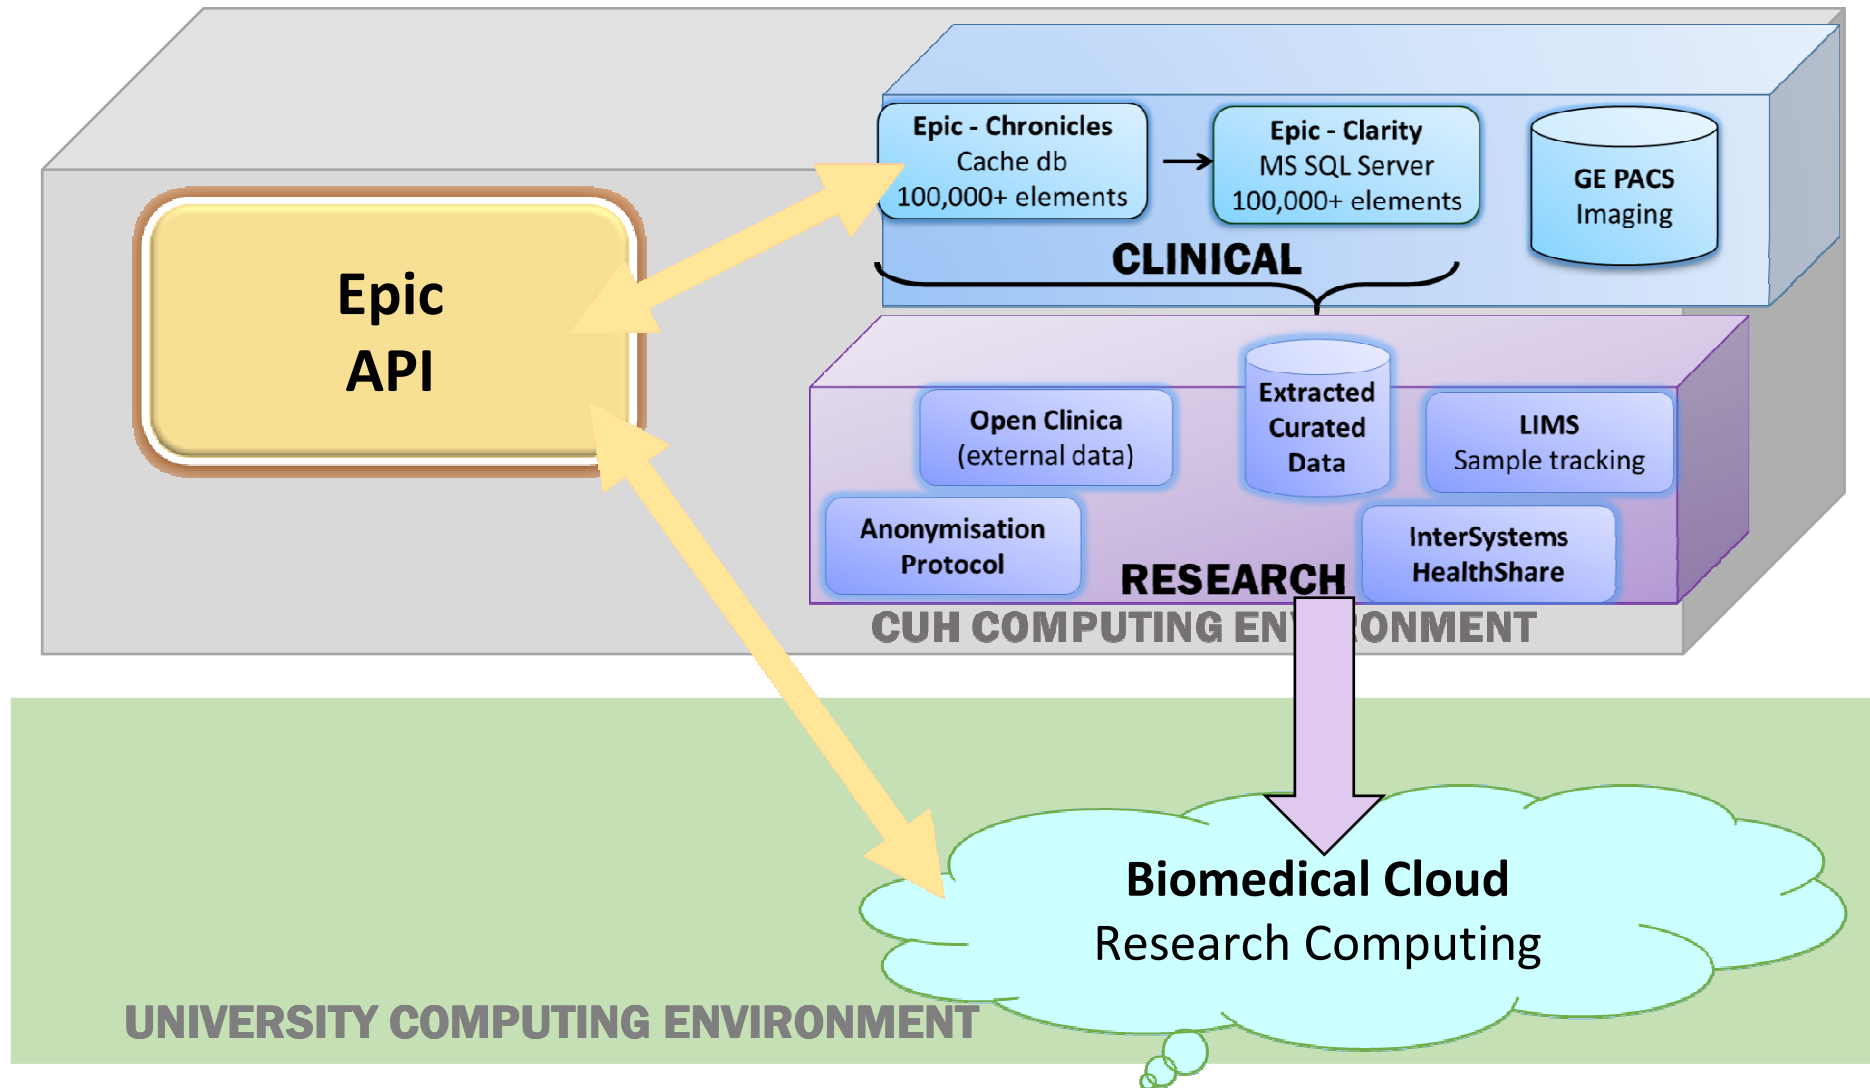 Epic - Chronicles
Cache db
100,000+ elements
Epic - Clarity
MS SQL Server
100,000+ elements
GE PACS
Imaging
CLINICAL
Epic
API
Open Clinica
(external data)
Extracted
Curated
Data
LIMS
Sample tracking
Anonymisation
Protocol
InterSystems
HealthShare
RESEARCH
CUH COMPUTING ENVIRONMENT
Biomedical Cloud
Research Computing
UNIVERSITY COMPUTING ENVIRONMENT